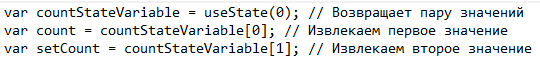 var countStateVariable = useState(0); // Возвращает пару значений
var count = countStateVariable[0]; // Извлекаем первое значение
var setCount = countStateVariable[1]; // Извлекаем второе значение